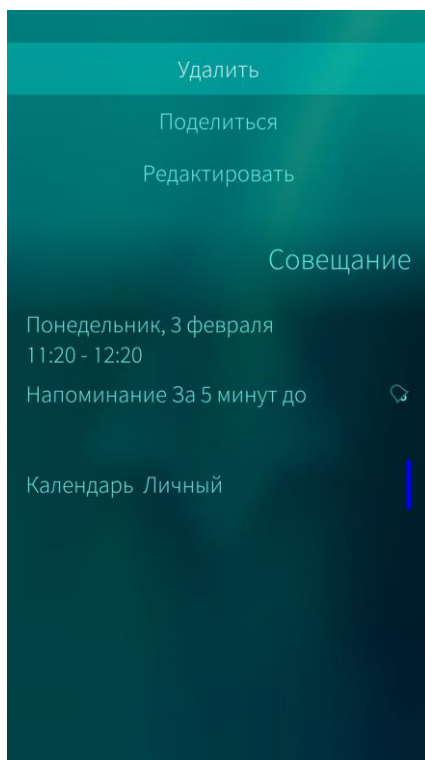 Удалить
Поделиться
Редактировать
Совещание
Понедельник, 3 февраля
11:20 - 12:20
Напоминание За 5 минут до
Календарь Личный